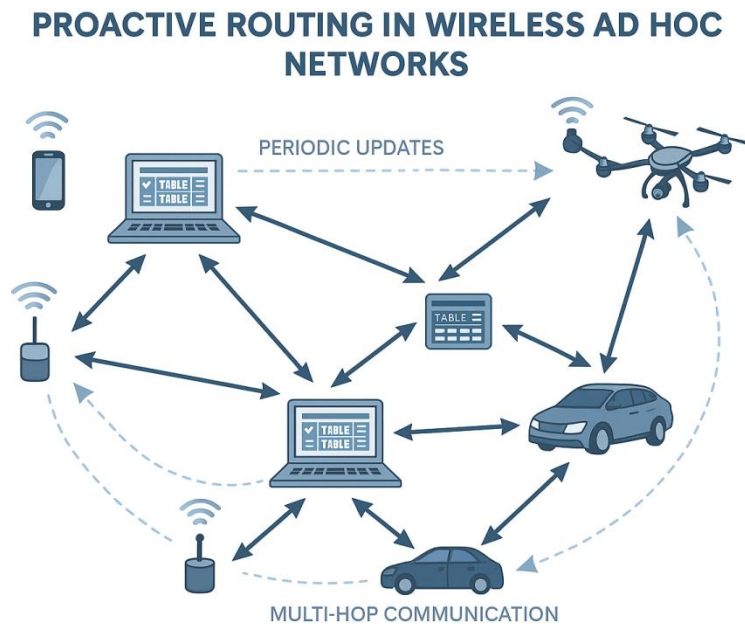 PROACTIVE ROUTING IN WIRELESS AD HOC
NETWORKS
PERIODIC UPDATES
TABLE
TABLE
TABLE
TABLE
TABLE
MULTI-HOP COMMUNICATION